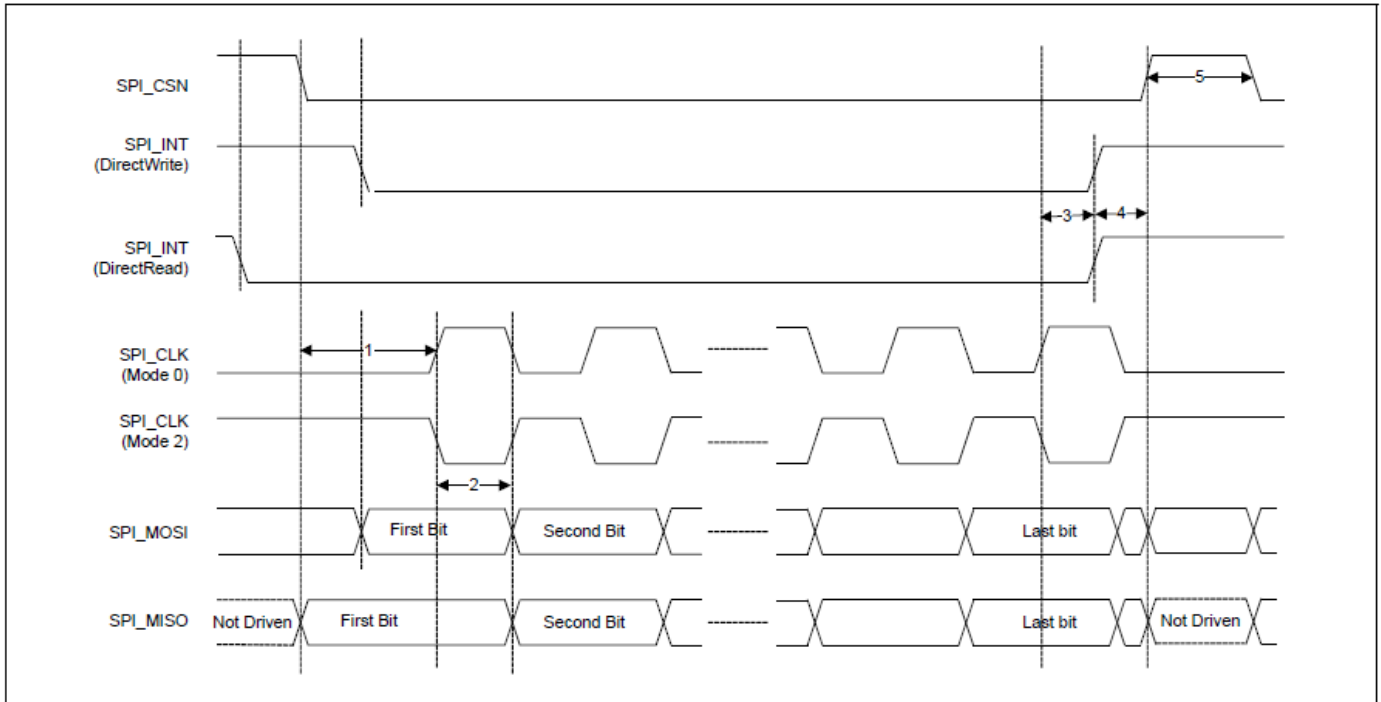 SPI_CSN
5
SPI_INT
(DirectWrite)
3
4
SPI_INT
(DirectRead)
1
SPI_CLK
(Mode 0)
SPI_CLK
(Mode 2)
2
SPI_MOSI
First Bit
Second Bit
Last bit
SPI_MISO
Not Driven
First Bit
Second Bit
Last bit
Not Driven